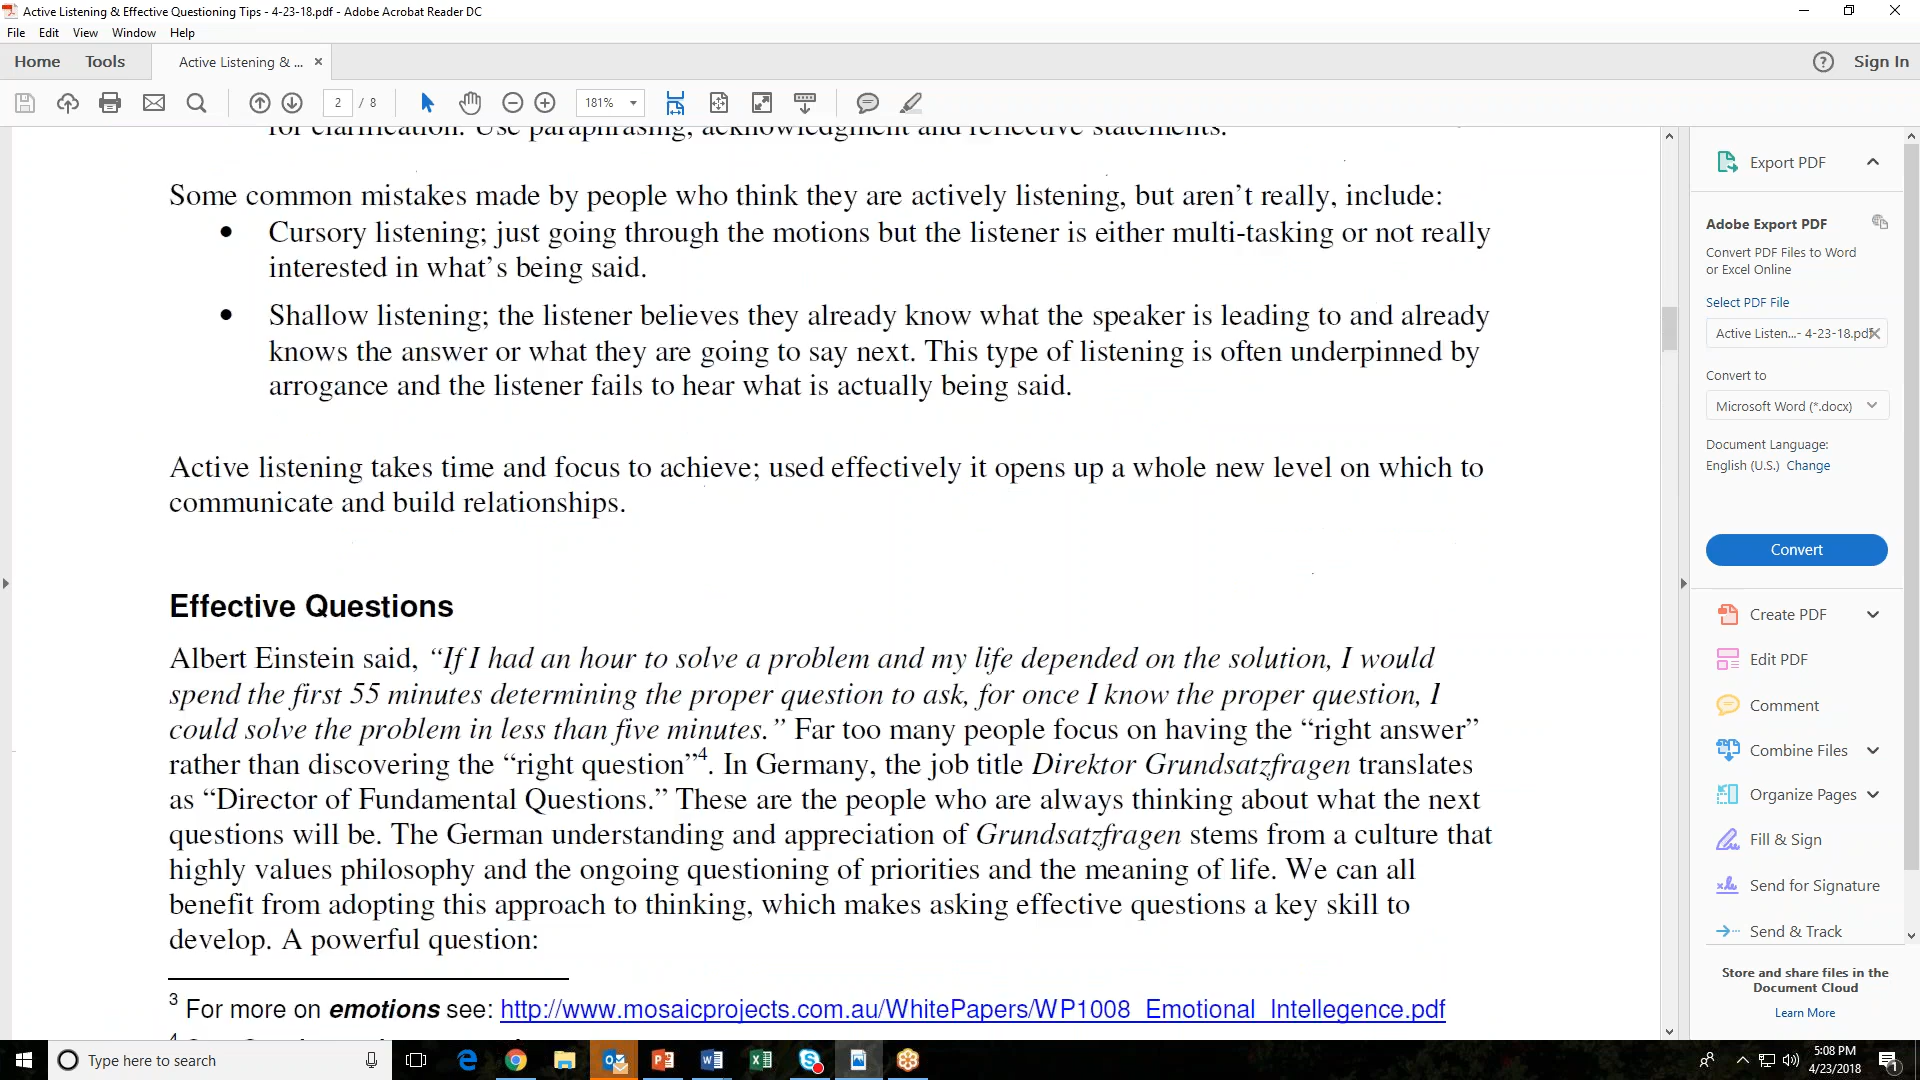 Active Listening & Effective Questioning Tips - 4-23-18.pdf - Adobe Acrobat Reader DC
File Edit View Window Help
Home Tools Active Listening & ... × Sign In
2 / 8 181%
for clarification. Use paraphrasing, acknowledgment and reflective statements.
Some common mistakes made by people who think they are actively listening, but aren’t really, include:
• Cursory listening; just going through the motions but the listener is either multi-tasking or not really
interested in what’s being said.
• Shallow listening; the listener believes they already know what the speaker is leading to and already
knows the answer or what they are going to say next. This type of listening is often underpinned by
arrogance and the listener fails to hear what is actually being said.
Active listening takes time and focus to achieve; used effectively it opens up a whole new level on which to
communicate and build relationships.
Effective Questions
Albert Einstein said, “If I had an hour to solve a problem and my life depended on the solution, I would
spend the first 55 minutes determining the proper question to ask, for once I know the proper question, I
could solve the problem in less than five minutes.” Far too many people focus on having the “right answer”
rather than discovering the “right question”4. In Germany, the job title Direktor Grundsatzfragen translates
as “Director of Fundamental Questions.” These are the people who are always thinking about what the next
questions will be. The German understanding and appreciation of Grundsatzfragen stems from a culture that
highly values philosophy and the ongoing questioning of priorities and the meaning of life. We can all
benefit from adopting this approach to thinking, which makes asking effective questions a key skill to
develop. A powerful question:
3 For more on emotions see: http://www.mosaicprojects.com.au/WhitePapers/WP1008_Emotional_Intellegence.pdf
Export PDF
Adobe Export PDF
Convert PDF Files to Word
or Excel Online
Select PDF File
Active Listen...- 4-23-18.pdf
Convert to
Microsoft Word (*.docx)
Document Language:
English (U.S.) Change
Convert
Create PDF
Edit PDF
Comment
Combine Files
Organize Pages
Fill & Sign
Send for Signature
Send & Track
Store and share files in the
Document Cloud
Learn More
Type here to search
5:08 PM
4/23/2018
1